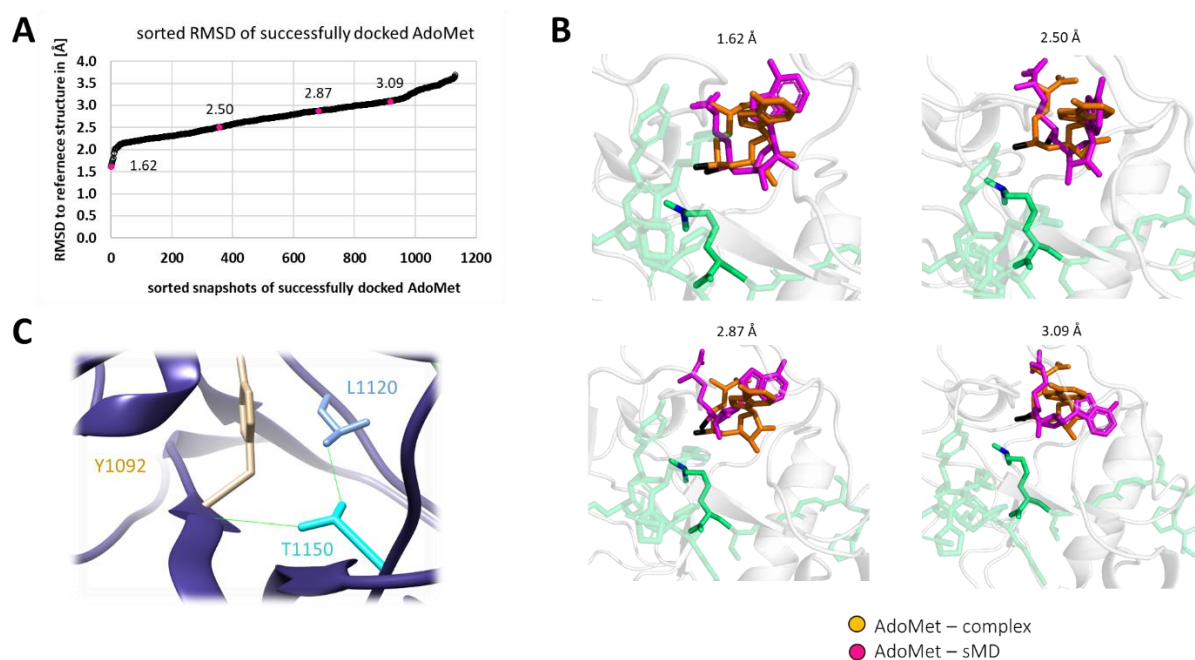 A
sorted RMSD of successfully docked AdoMet
RMSD to refernece structure in [Å]
4.0
3.5
3.0
2.5
2.0
1.5
1.0
0.5
0.0
1.62
2.50
2.87
3.09
0
200
400
600
800
1000
1200
sorted snapshots of successfully docked AdoMet
B
1.62 Å
2.50 Å
2.87 Å
3.09 Å
AdoMet – complex
AdoMet – sMD
C
L1120
Y1092
T1150